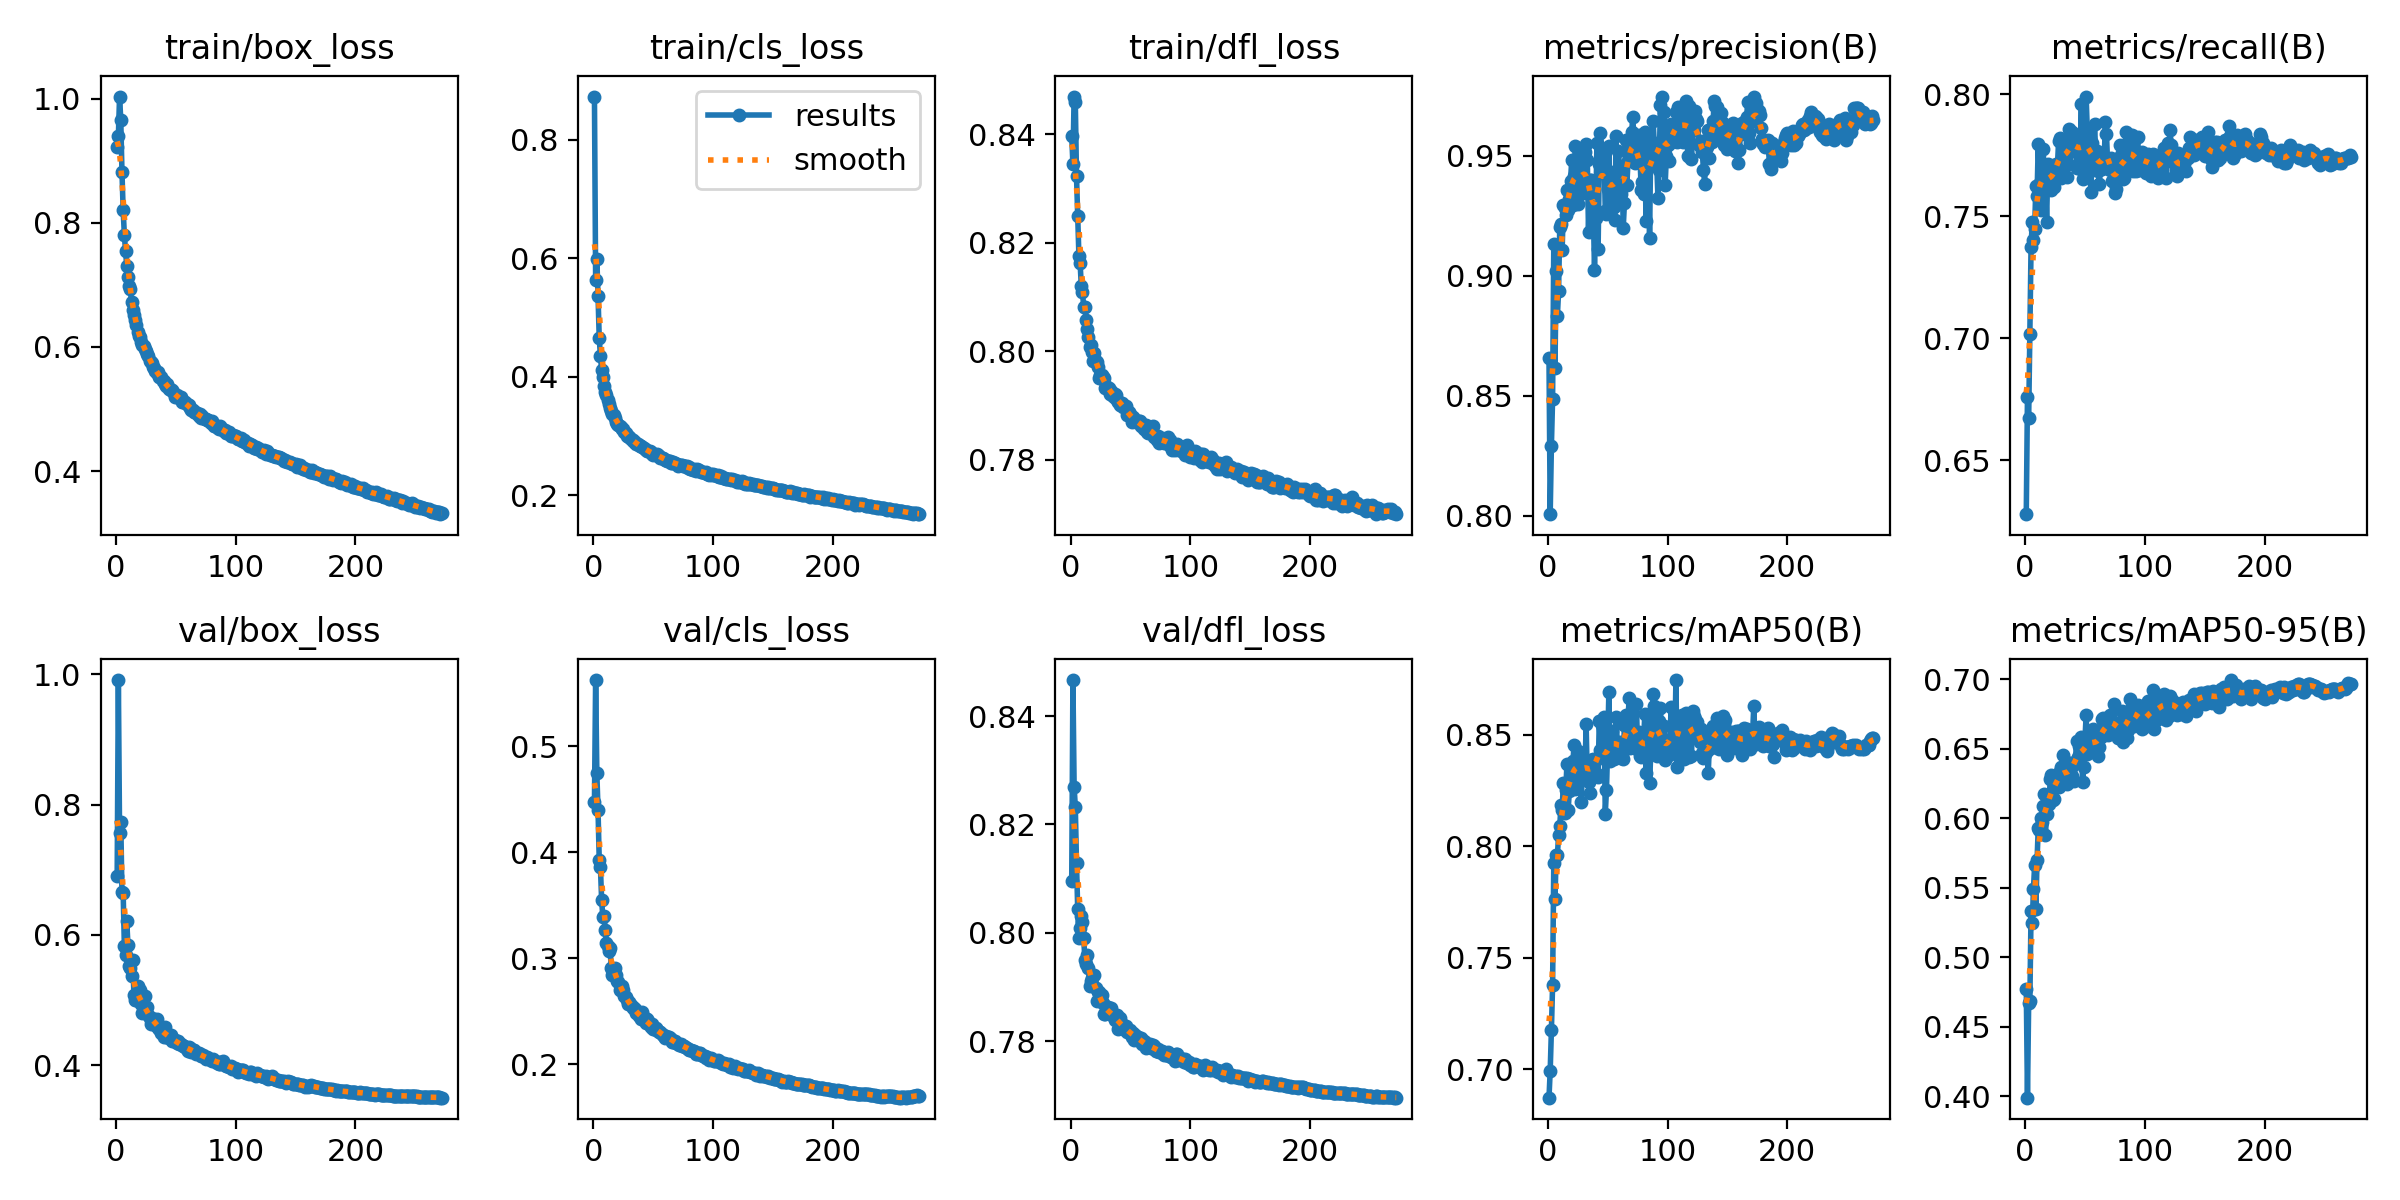 train/box_loss
1.0
0.8
0.6
0.4
0 100 200
train/cls_loss
results
smooth
0.8
0.6
0.4
0.2
0 100 200
train/dfl_loss
0.84
0.82
0.80
0.78
0 100 200
metrics/precision(B)
0.95
0.90
0.85
0.80
0 100 200
metrics/recall(B)
0.80
0.75
0.70
0.65
0 100 200
val/box_loss
1.0
0.8
0.6
0.4
0 100 200
val/cls_loss
0.5
0.4
0.3
0.2
0 100 200
val/dfl_loss
0.84
0.82
0.80
0.78
0 100 200
metrics/mAP50(B)
0.85
0.80
0.75
0.70
0 100 200
metrics/mAP50-95(B)
0.70
0.65
0.60
0.55
0.50
0.45
0.40
0 100 200